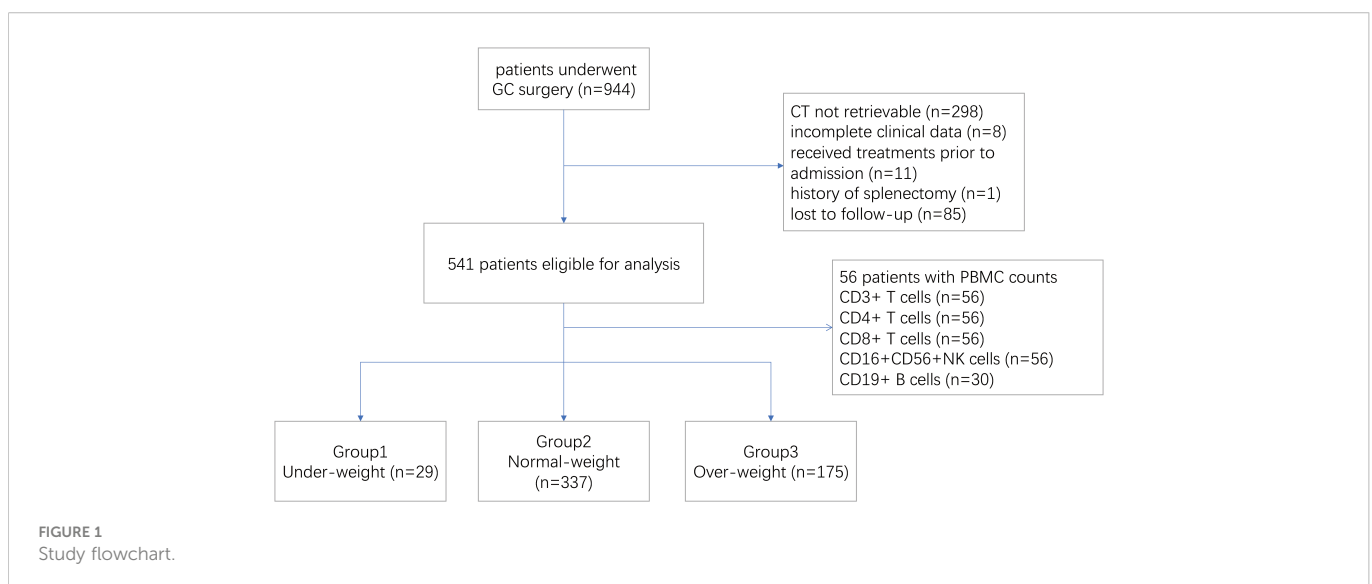 patients underwent
GC surgery (n=944)
CT not retrievable (n=298)
incomplete clinical data (n=8)
received treatments prior to
admission (n=11)
history of splenectomy (n=1)
lost to follow-up (n=85)
541 patients eligible for analysis
56 patients with PBMC counts
CD3+ T cells (n=56)
CD4+ T cells (n=56)
CD8+ T cells (n=56)
CD16+CD56+NK cells (n=56)
CD19+ B cells (n=30)
Group1
Under-weight (n=29)
Group2
Normal-weight
(n=337)
Group3
Over-weight (n=175)
FIGURE 1
Study flowchart.